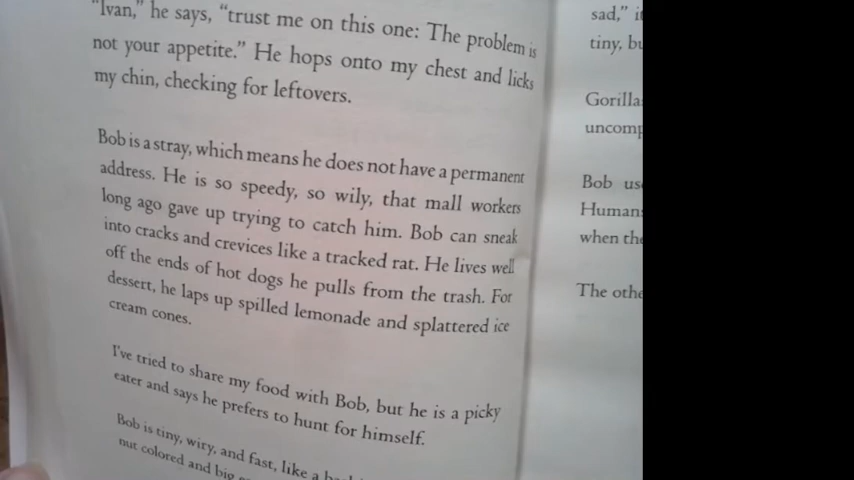 "Ivan," he says, "trust me on this one: The problem is
not your appetite." He hops onto my chest and licks
my chin, checking for leftovers.
Bob is a stray, which means he does not have a permanent
address. He is so speedy, so wily, that mall workers
long ago gave up trying to catch him. Bob can sneak
into cracks and crevices like a tracked rat. He lives well
off the ends of hot dogs he pulls from the trash. For
dessert, he laps up spilled lemonade and splattered ice
cream cones.
I've tried to share my food with Bob, but he is a picky
eater and says he prefers to hunt for himself.
Bob is tiny, wiry, and fast, like a
nut colored and big
sad,"
tiny,
Gorilla
Bob
when
The